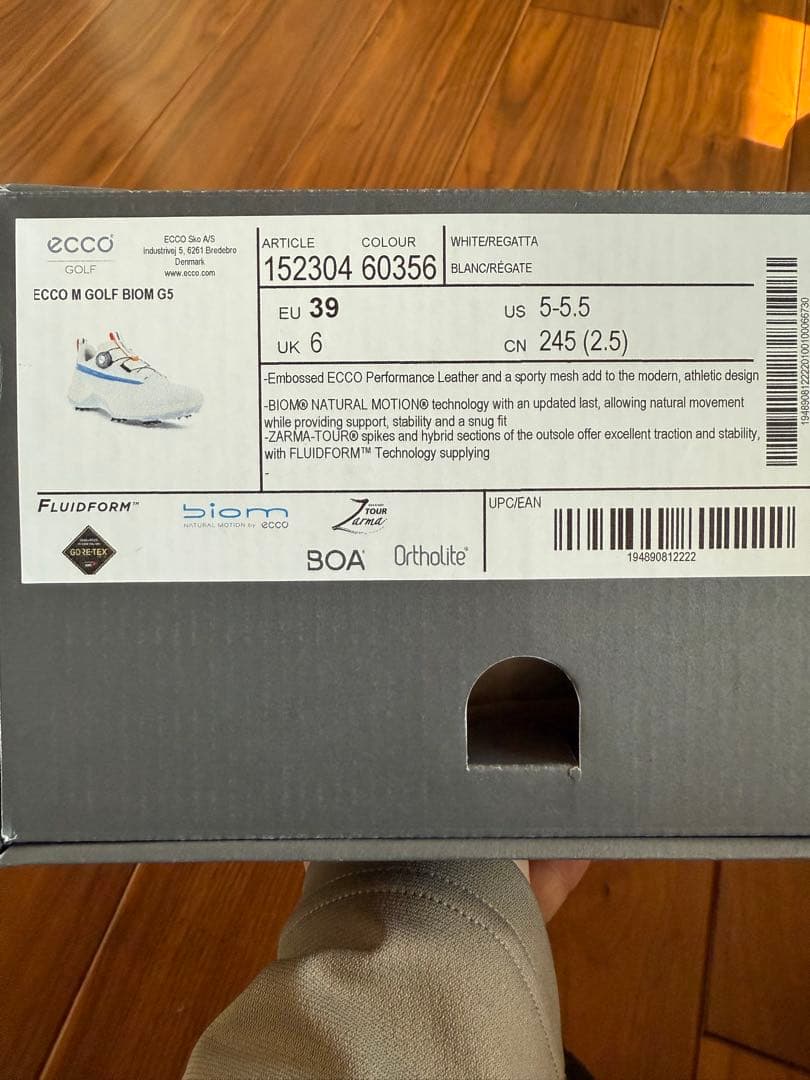 ecco®
GOLF
ECCO Sko A/S
Industrivej 5, 6261 Bredebro
Denmark
www.ecco.com
ECCO M GOLF BIOM G5
ARTICLE COLOUR
152304 60356
WHITE/REGATTA
BLANC/RÉGATE
EU 39
US 5-5.5
UK 6
CN 245 (2.5)
-Embossed ECCO Performance Leather and a sporty mesh add to the modern, athletic design
-BIOM® NATURAL MOTION® technology with an updated last, allowing natural movement
while providing support, stability and a snug fit
-ZARMA-TOUR® spikes and hybrid sections of the outsole offer excellent traction and stability,
with FLUIDFORM™ Technology supplying
-
FLUIDFORM™
biom
NATURAL MOTION by ecco
TOUR
Zarma
GORE-TEX
BOA
Ortholite®
UPC/EAN
194890812222